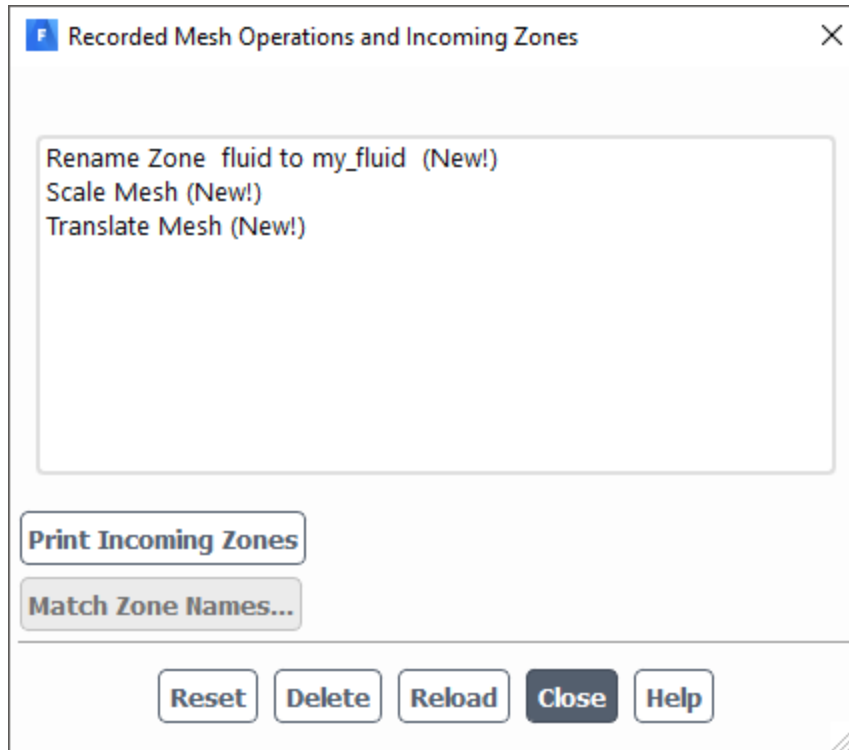 F Recorded Mesh Operations and Incoming Zones
Rename Zone  fluid to my_fluid  (New!)
Scale Mesh (New!)
Translate Mesh (New!)
Print Incoming Zones
Match Zone Names...
Reset Delete Reload Close Help